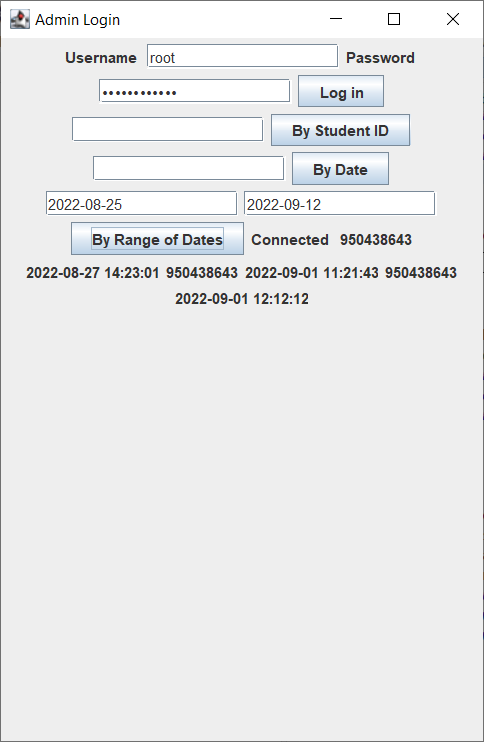 Admin Login
Username root Password
•••••••••••• Log in
By Student ID
By Date
2022-08-25 2022-09-12
By Range of Dates Connected 950438643
2022-08-27 14:23:01 950438643 2022-09-01 11:21:43 950438643
2022-09-01 12:12:12